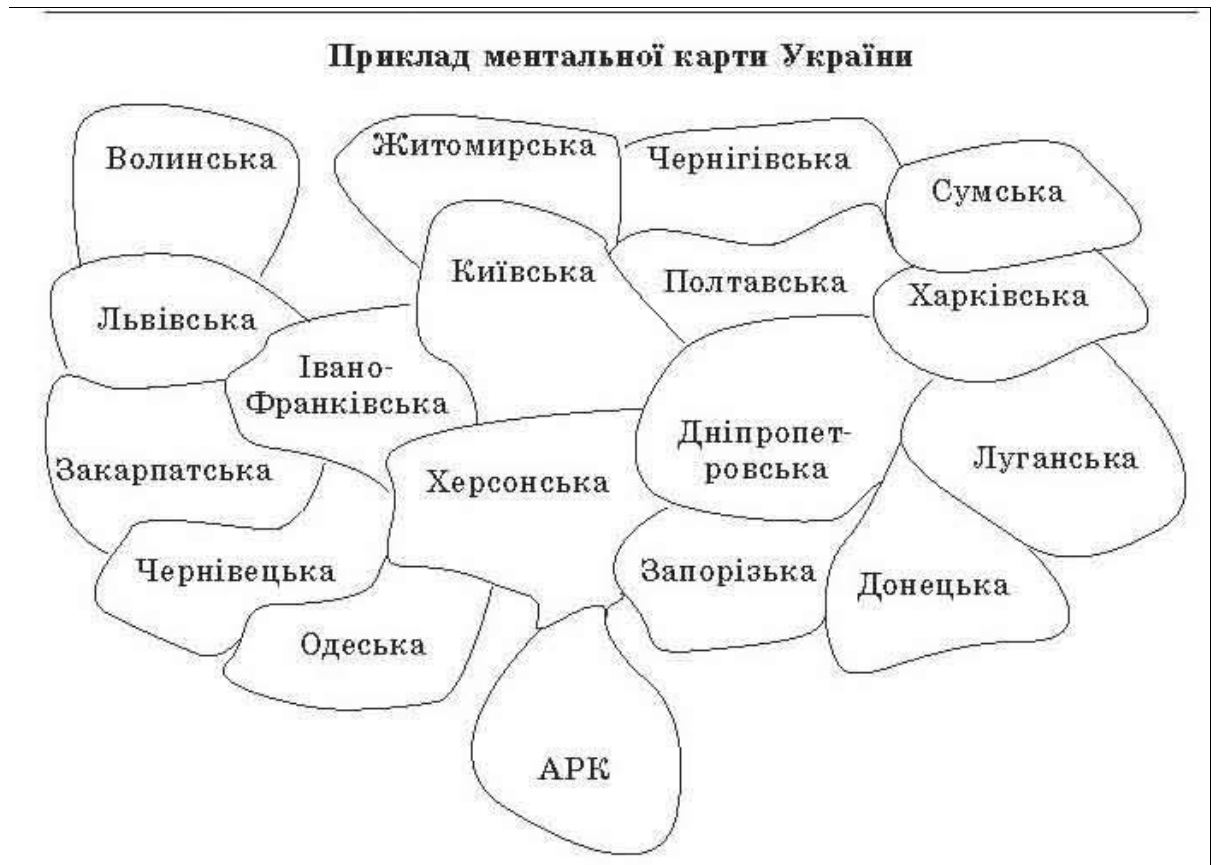 Приклад ментальної карти України
Волинська
Житомирська
Чернігівська
Сумська
Львівська
Київська
Полтавська
Харківська
Івано-
Франківська
Закарпатська
Херсонська
Дніпропет-
ровська
Луганська
Чернівецька
Запорізька
Донецька
Одеська
АРК